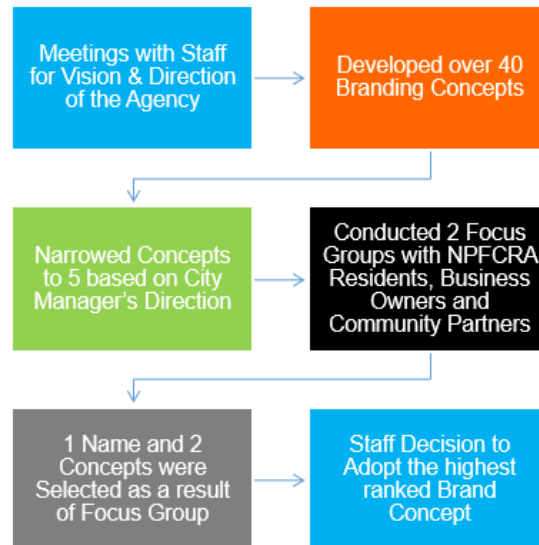 Meetings with Staff
for Vision & Direction
of the Agency
Developed over 40
Branding Concepts
Narrowed Concepts
to 5 based on City
Manager's Direction
Conducted 2 Focus
Groups with NPFCRA
Residents, Business
Owners and
Community Partners
1 Name and 2
Concepts were
Selected as a result
of Focus Group
Staff Decision to
Adopt the highest
ranked Brand
Concept